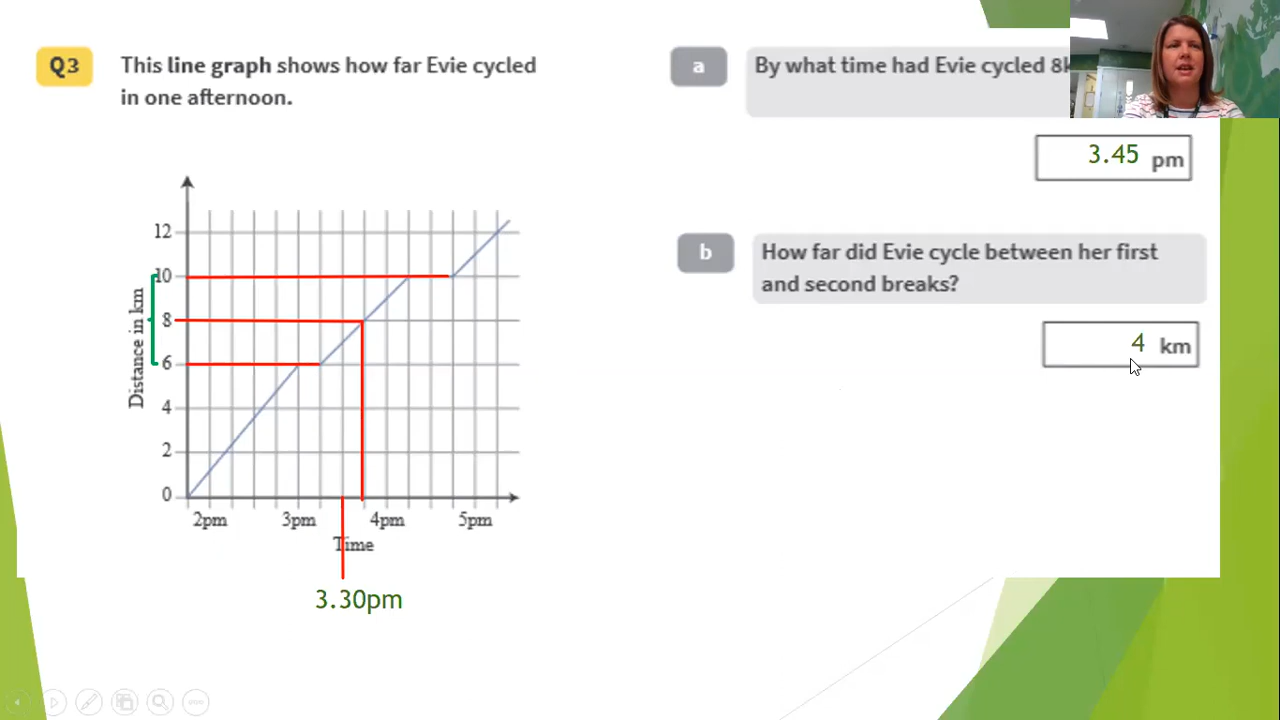 Q3
This line graph shows how far Evie cycled
in one afternoon.
12
10
8
6
4
2
0
Distance in km
2pm
3pm
4pm
5pm
Time
3.30pm
a
By what time had Evie cycled
3.45 pm
b
How far did Evie cycle between her first
and second breaks?
4 km